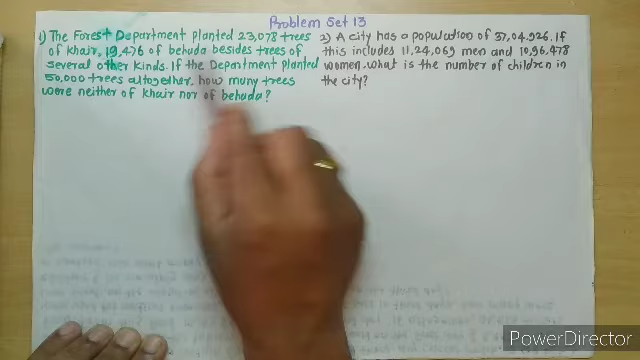 Problem Set 13
1) The Forest Department planted 23,078 trees
of khair, 19,476 of behada besides trees of
several other kinds. If the Department planted
50,000 trees altogether, how many trees
were neither of khair nor of behada?
2) A city has a population of 37,04,926. If
this includes 11,24,069 men and 10,96,478
women, what is the number of children in
the city?
PowerDirector